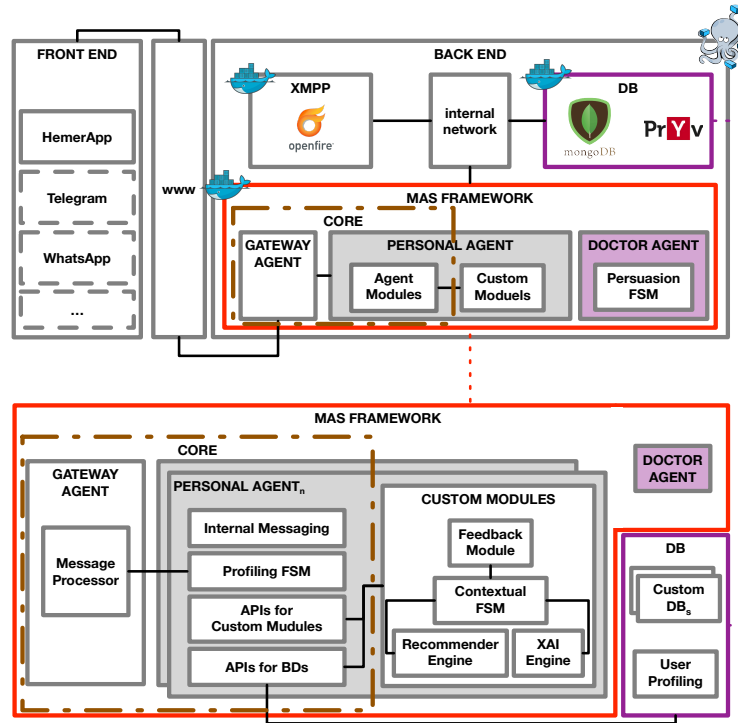 FRONT END
HemerApp
Telegram
WhatsApp
...
www
BACK END
XMPP
openfire
internal
network
DB
mongoDB
PrYv
MAS FRAMEWORK
CORE
GATEWAY
AGENT
PERSONAL AGENT
Agent
Modules
Custom
Moduels
DOCTOR AGENT
Persuasion
FSM
MAS FRAMEWORK
CORE
GATEWAY
AGENT
Message
Processor
PERSONAL AGENTn
Internal Messaging
Profiling FSM
APIs for
Custom Mudules
APIs for BDs
CUSTOM MODULES
Feedback
Module
Contextual
FSM
Recommender
Engine
XAI
Engine
DOCTOR
AGENT
DB
Custom
DBs
User
Profiling